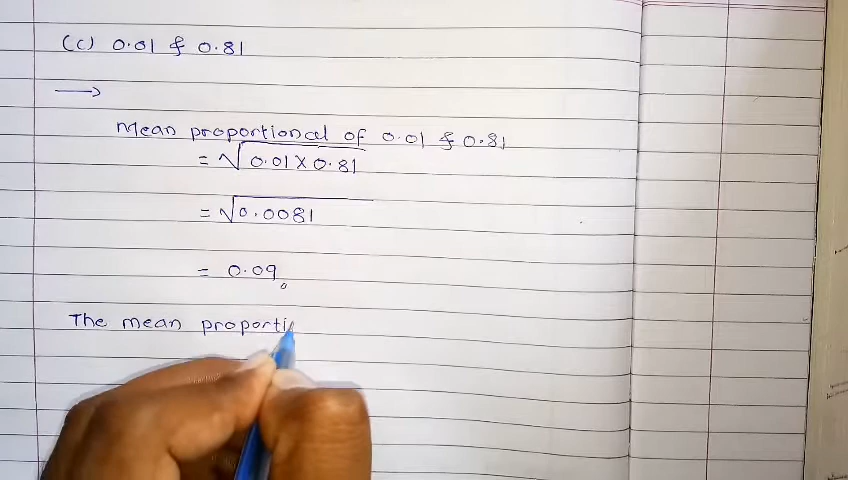 (c) 0.01 & 0.81
→
Mean proportional of 0.01 & 0.81
= √0.01 × 0.81
= √0.0081
= 0.09
The mean proporti